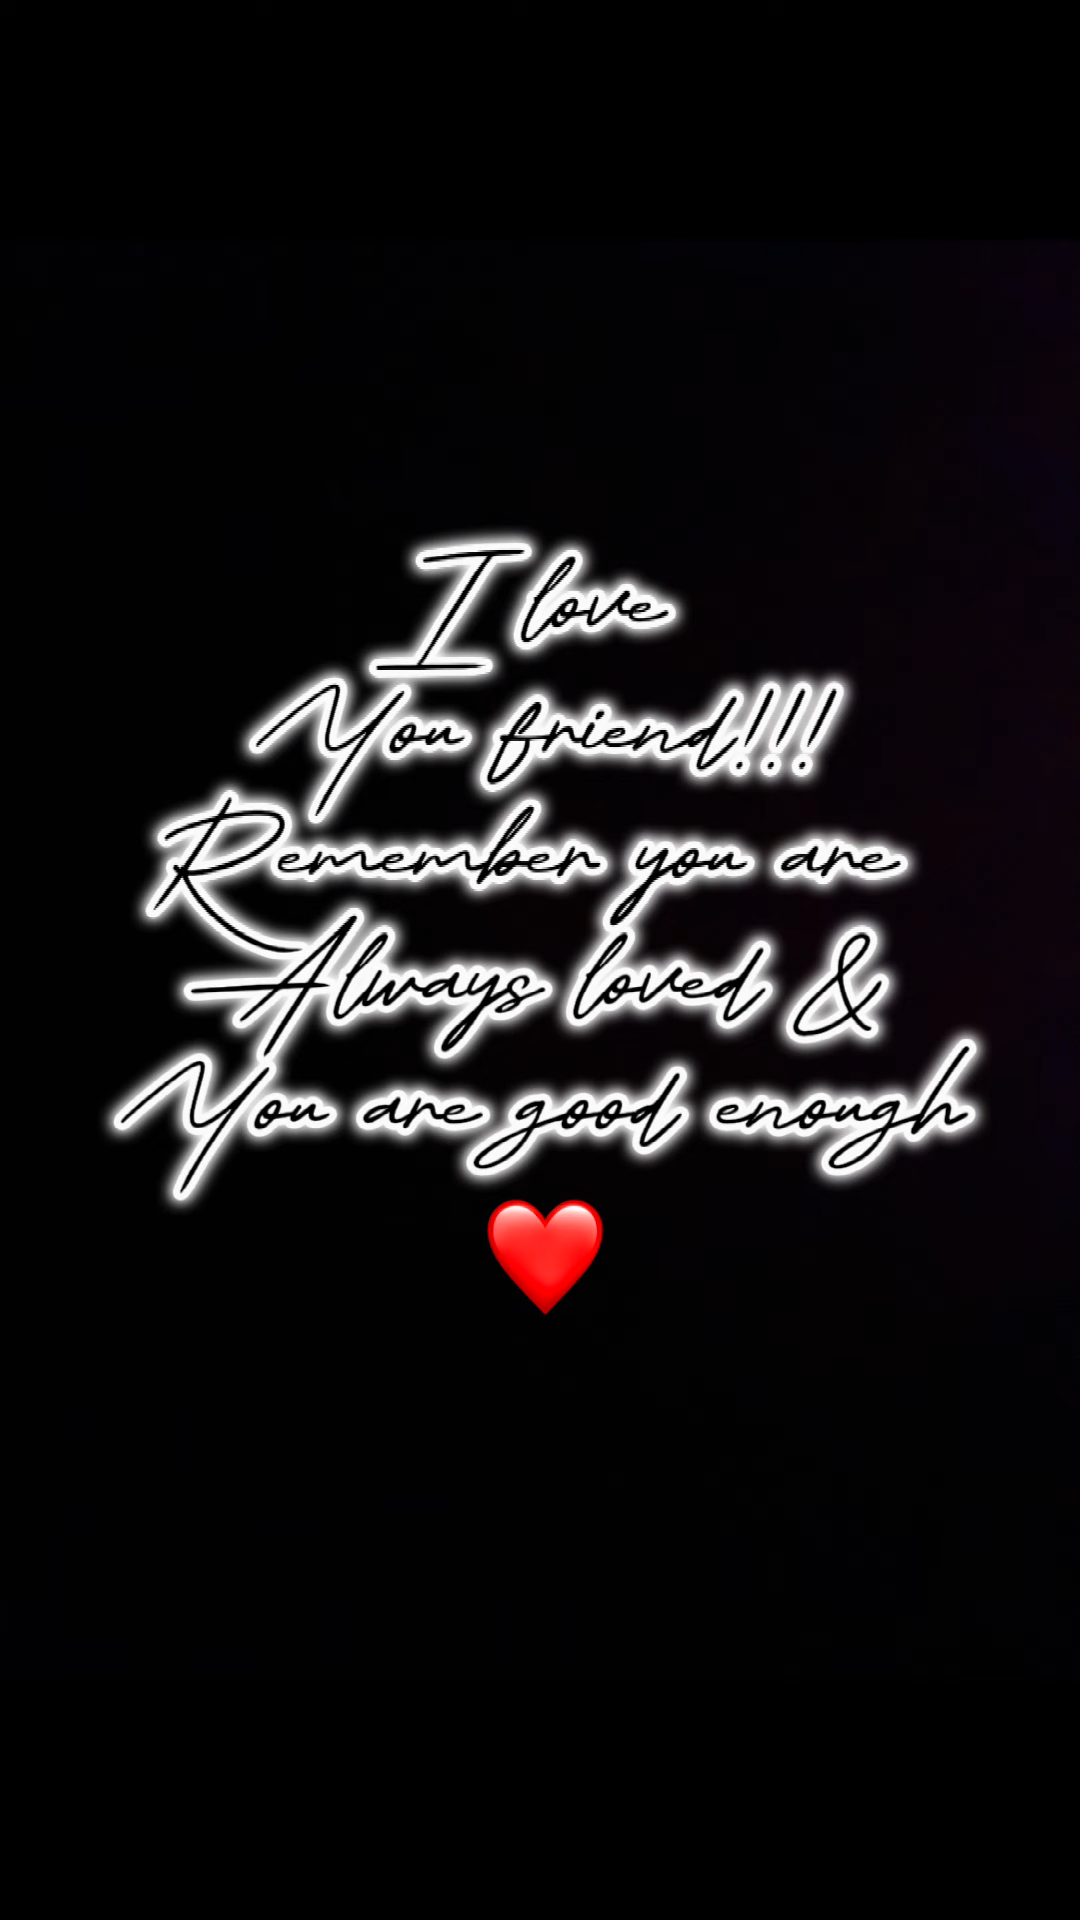 I love
You friend!!!
Remember you are
Always loved &
You are good enough
❤️